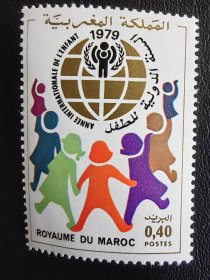 المملكة المغربية
1979
ANNÉE INTERNATIONALE DE L'ENFANT
السنة الدولية للطفل
البريد
0,40
ROYAUME DU MAROC POSTES